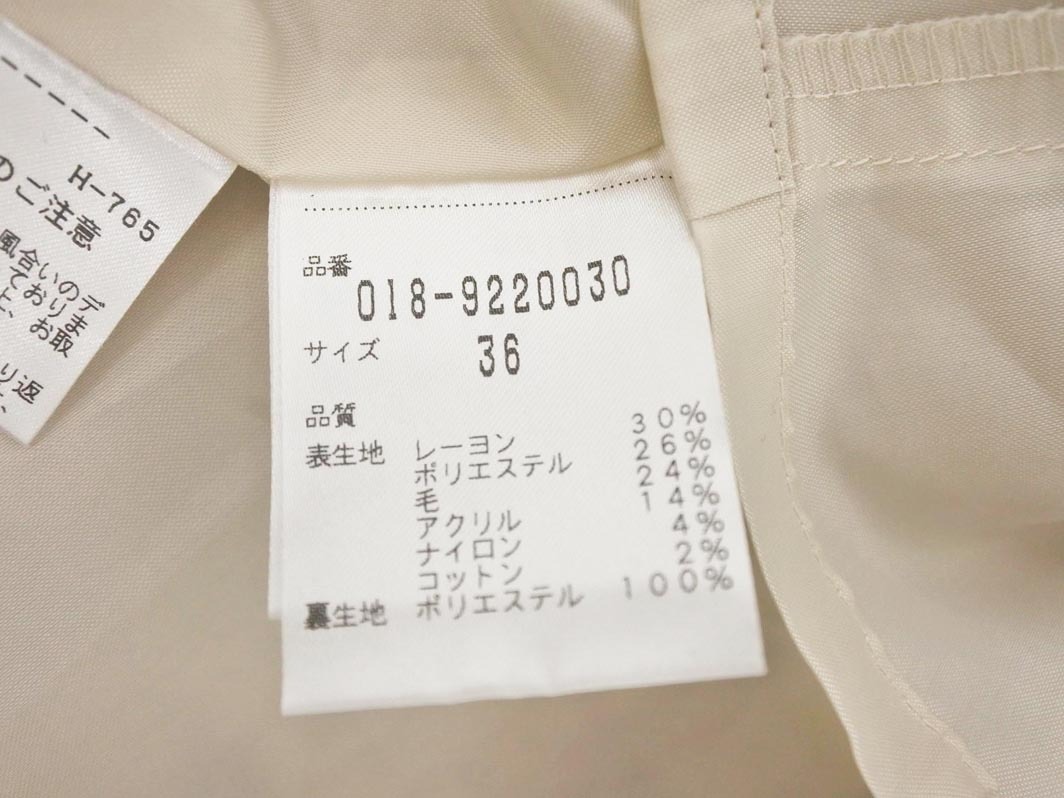 H-765
のご注意
風合いのデ
ております
、お取
り返
品番
018-9220030
サイズ 36
品質
表生地 レーヨン 30%
ポリエステル 26%
毛 24%
アクリル 14%
ナイロン 4%
コットン 2%
裏生地 ポリエステル 100%